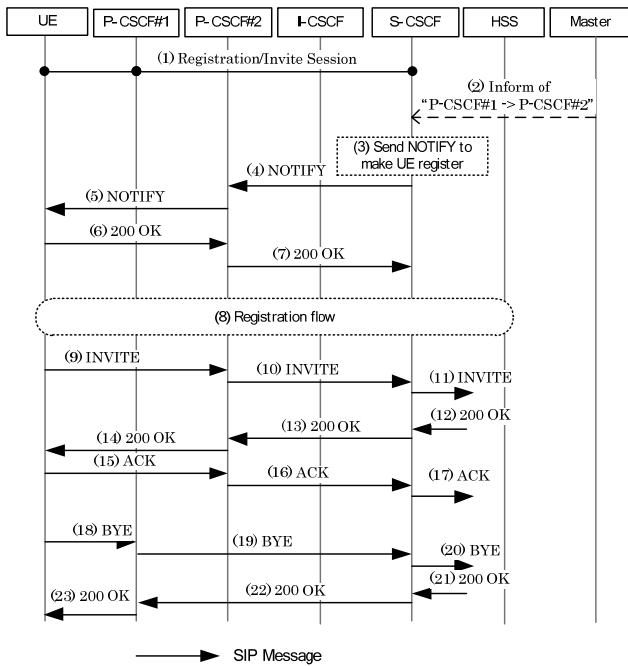 UE P-CSCF#1 P-CSCF#2 I-CSCF S-CSCF HSS Master
(1) Registration/Invite Session
(2) Inform of
"P-CSCF#1 -> P-CSCF#2"
(3) Send NOTIFY to
make UE register
(4) NOTIFY
(5) NOTIFY
(6) 200 OK
(7) 200 OK
(8) Registration flow
(9) INVITE
(10) INVITE
(11) INVITE
(12) 200 OK
(13) 200 OK
(14) 200 OK
(15) ACK
(16) ACK
(17) ACK
(18) BYE
(19) BYE
(20) BYE
(21) 200 OK
(22) 200 OK
(23) 200 OK
SIP Message